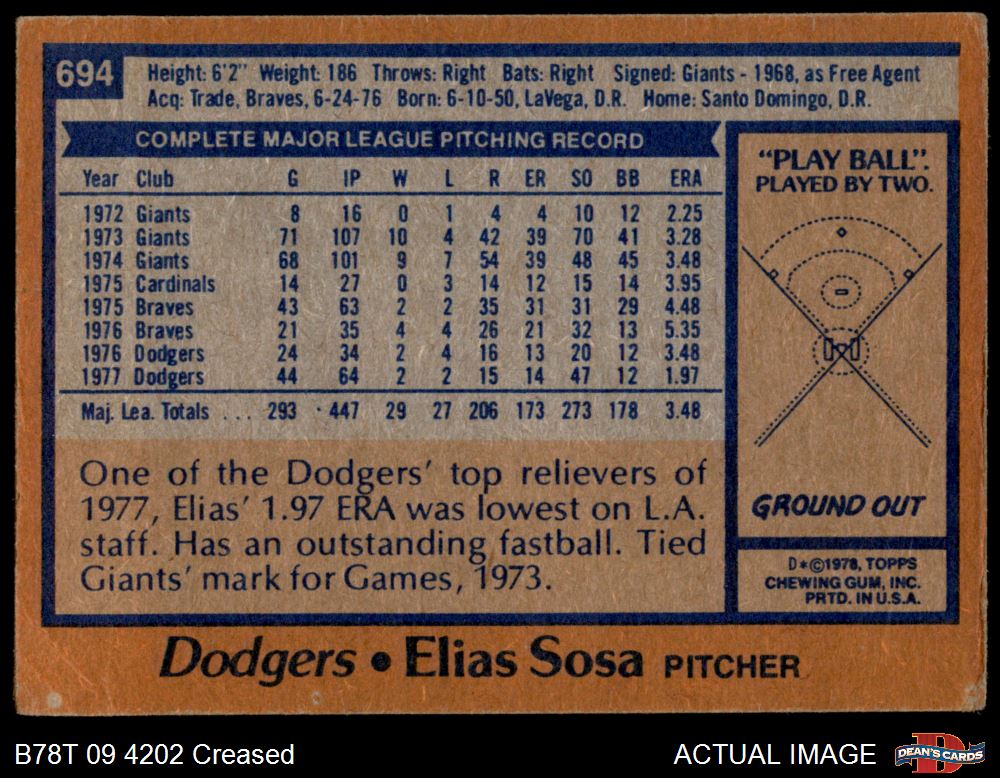 694
Height: 6'2" Weight: 186 Throws: Right Bats: Right Signed: Giants - 1968, as Free Agent
Acq: Trade, Braves, 6-24-76 Born: 6-10-50, LaVega, D.R. Home: Santo Domingo, D.R.
COMPLETE MAJOR LEAGUE PITCHING RECORD
Year Club G IP W L R ER SO BB ERA
1972 Giants 8 16 0 1 4 4 10 12 2.25
1973 Giants 71 107 10 4 42 39 70 41 3.28
1974 Giants 68 101 9 7 54 39 48 45 3.48
1975 Cardinals 14 27 0 3 14 12 15 14 3.95
1975 Braves 43 63 2 2 35 31 31 29 4.48
1976 Braves 21 35 4 4 26 21 32 13 5.35
1976 Dodgers 24 34 2 4 16 13 20 12 3.48
1977 Dodgers 44 64 2 2 15 14 47 12 1.97
Maj. Lea. Totals . . . 293 447 29 27 206 173 273 178 3.48
One of the Dodgers' top relievers of
1977, Elias' 1.97 ERA was lowest on L.A.
staff. Has an outstanding fastball. Tied
Giants' mark for Games, 1973.
"PLAY BALL".
PLAYED BY TWO.
GROUND OUT
D*©1978, TOPPS
CHEWING GUM, INC.
PRTD. IN U.S.A.
Dodgers • Elias Sosa PITCHER
B78T 09 4202 Creased
ACTUAL IMAGE
DEAN'S CARDS